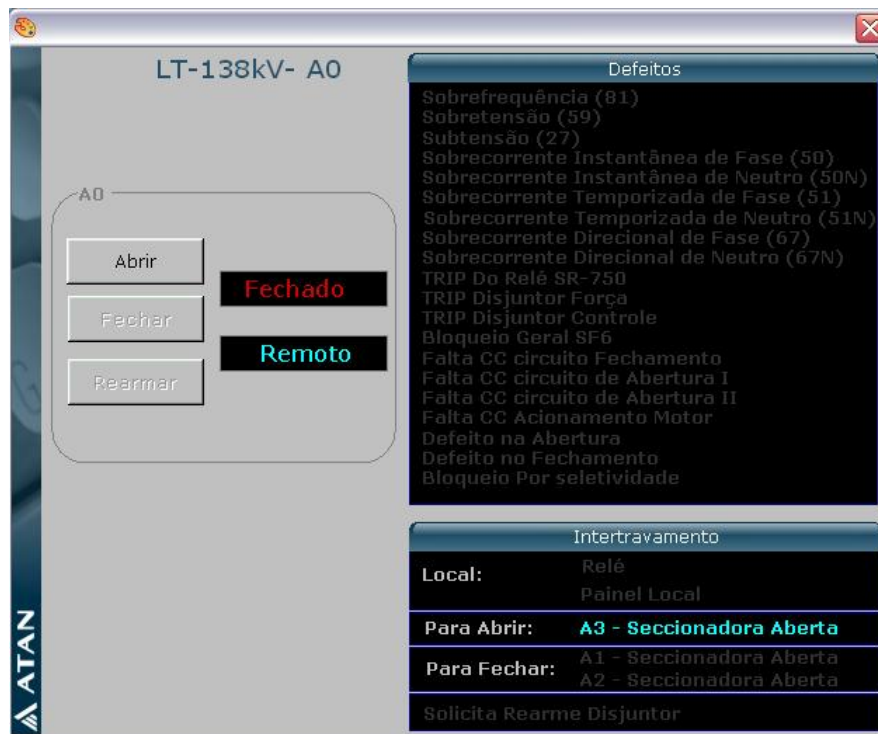 LT-138kV- A0
A0
Abrir
Fechar
Rearmar
Fechado
Remoto
Defeitos
Sobrefrequência (81)
Sobretensão (59)
Subtensão (27)
Sobrecorrente Instantânea de Fase (50)
Sobrecorrente Instantânea de Neutro (50N)
Sobrecorrente Temporizada de Fase (51)
Sobrecorrente Temporizada de Neutro (51N)
Sobrecorrente Direcional de Fase (67)
Sobrecorrente Direcional de Neutro (67N)
TRIP Do Relé SR-750
TRIP Disjuntor Força
TRIP Disjuntor Controle
Bloqueio Geral SF6
Falta CC circuito Fechamento
Falta CC circuito de Abertura I
Falta CC circuito de Abertura II
Falta CC Acionamento Motor
Defeito na Abertura
Defeito no Fechamento
Bloqueio Por seletividade
Intertravamento
Local: Relé
Painel Local
Para Abrir: A3 - Seccionadora Aberta
Para Fechar: A1 - Seccionadora Aberta
A2 - Seccionadora Aberta
Solicita Rearme Disjuntor
ATAN